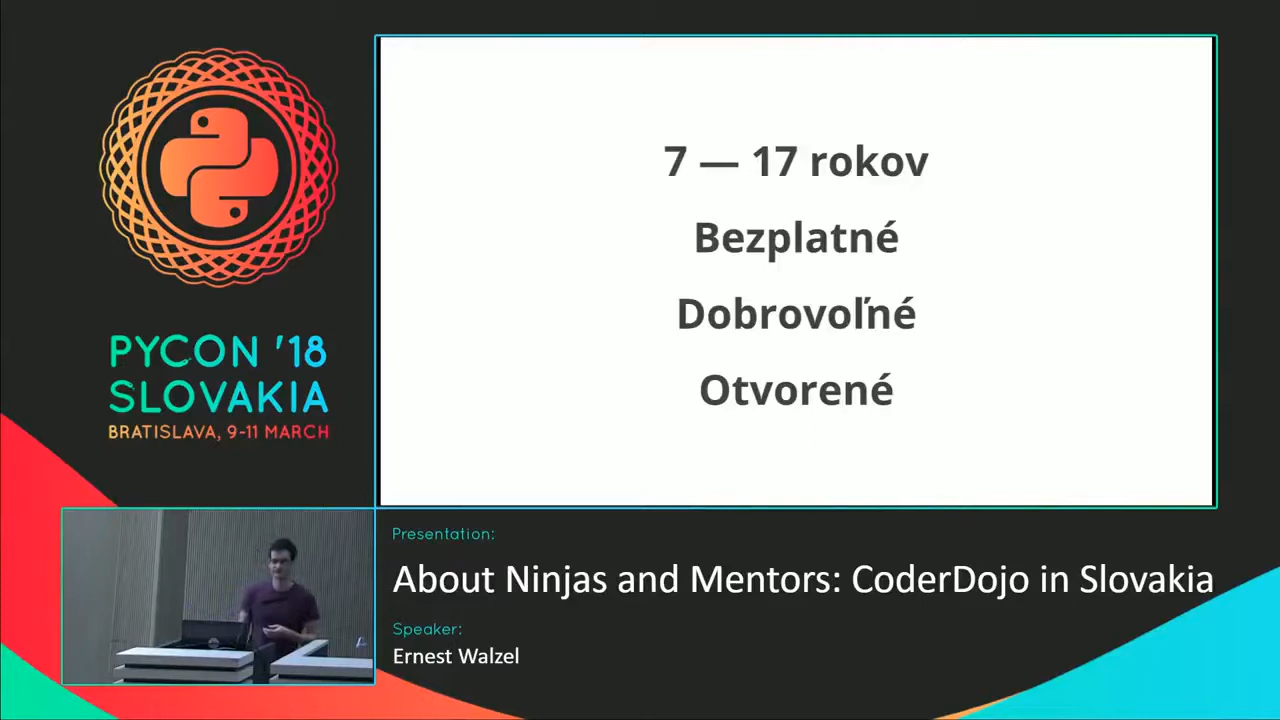 PYCON '18
SLOVAKIA
BRATISLAVA, 9-11 MARCH
7 — 17 rokov
Bezplatné
Dobrovoľné
Otvorené
Presentation:
About Ninjas and Mentors: CoderDojo in Slovakia
Speaker:
Ernest Walzel